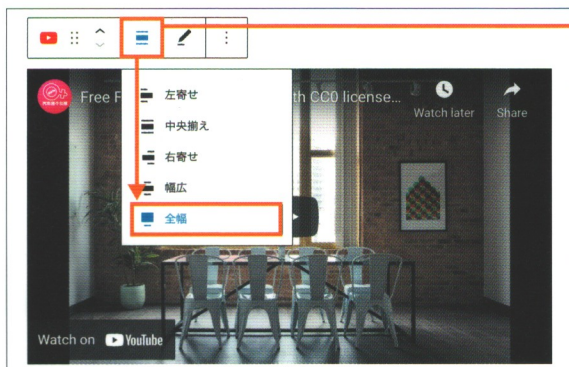 Free F
th CC0 license...
Watch later
Share
左寄せ
中央揃え
右寄せ
幅広
全幅
Watch on YouTube